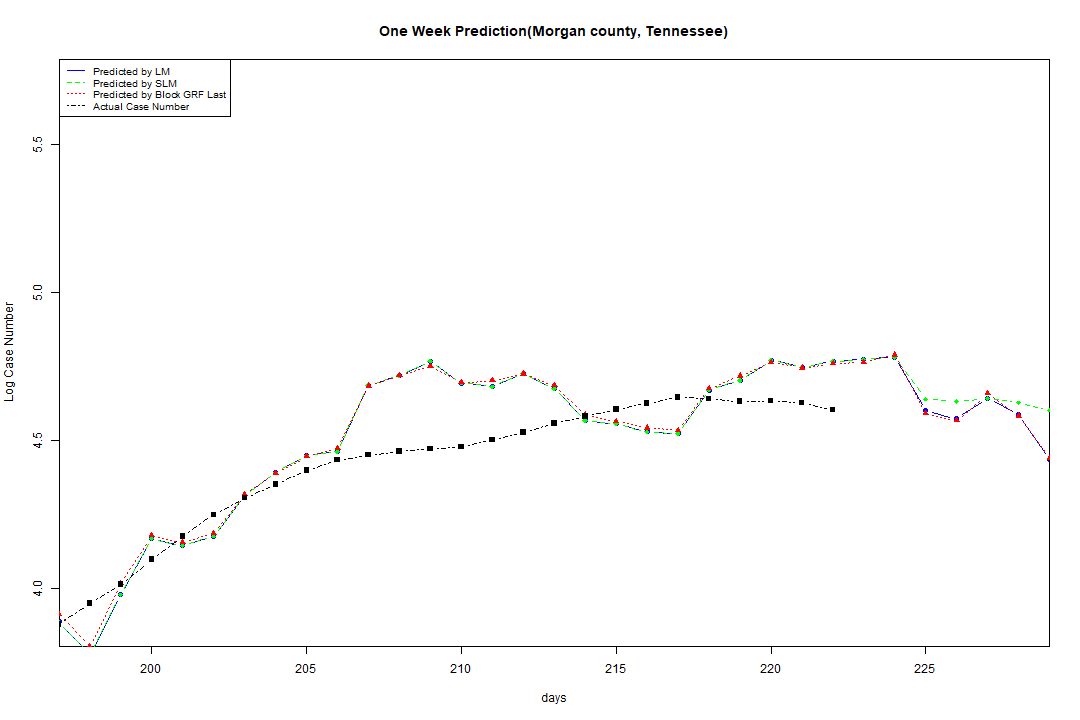 One Week Prediction(Morgan county, Tennessee)
Predicted by LM
Predicted by SLM
Predicted by Block GRF Last
Actual Case Number
5.5
5.0
4.5
4.0
Log Case Number
200 205 210 215 220 225
days